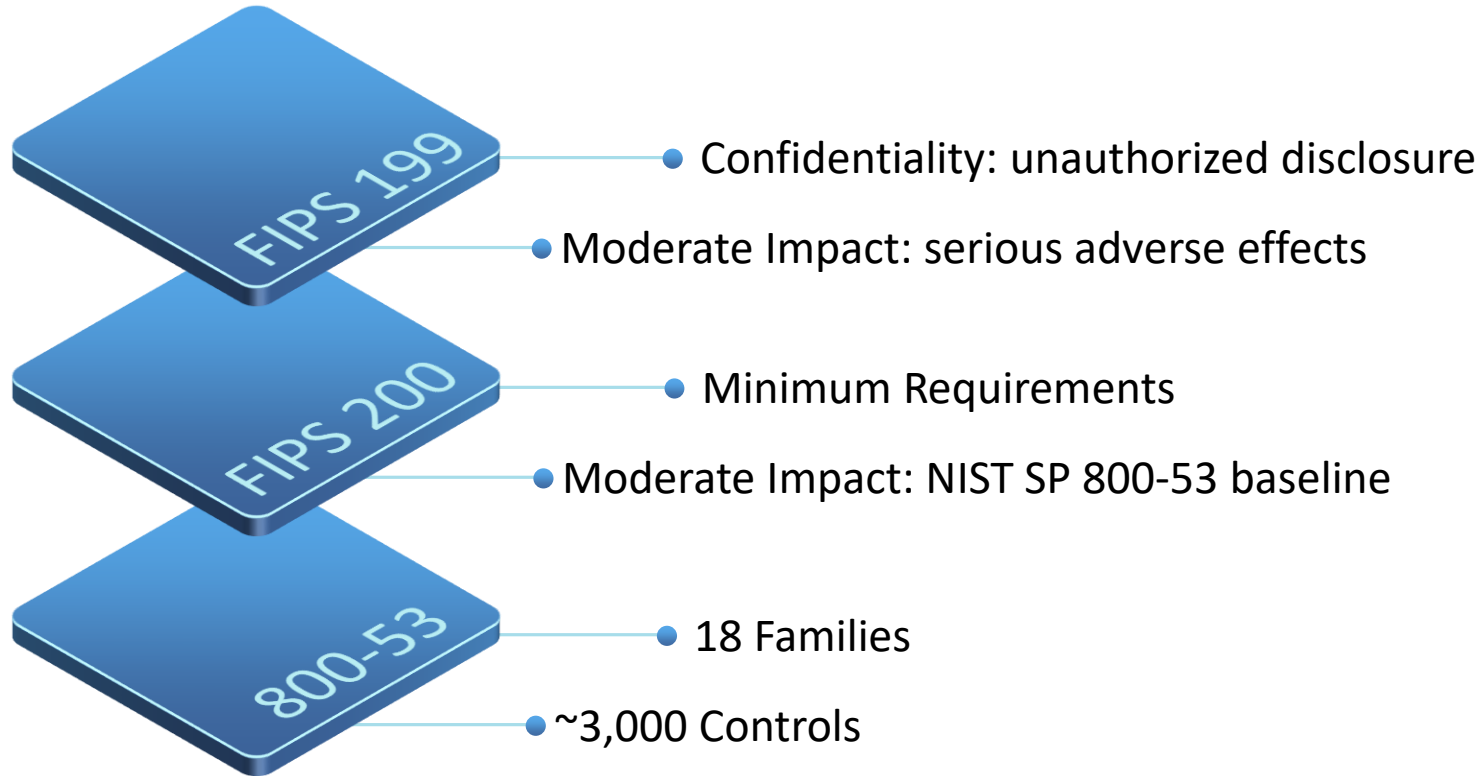 FIPS 199
Confidentiality: unauthorized disclosure
Moderate Impact: serious adverse effects
FIPS 200
Minimum Requirements
Moderate Impact: NIST SP 800-53 baseline
800-53
18 Families
~3,000 Controls